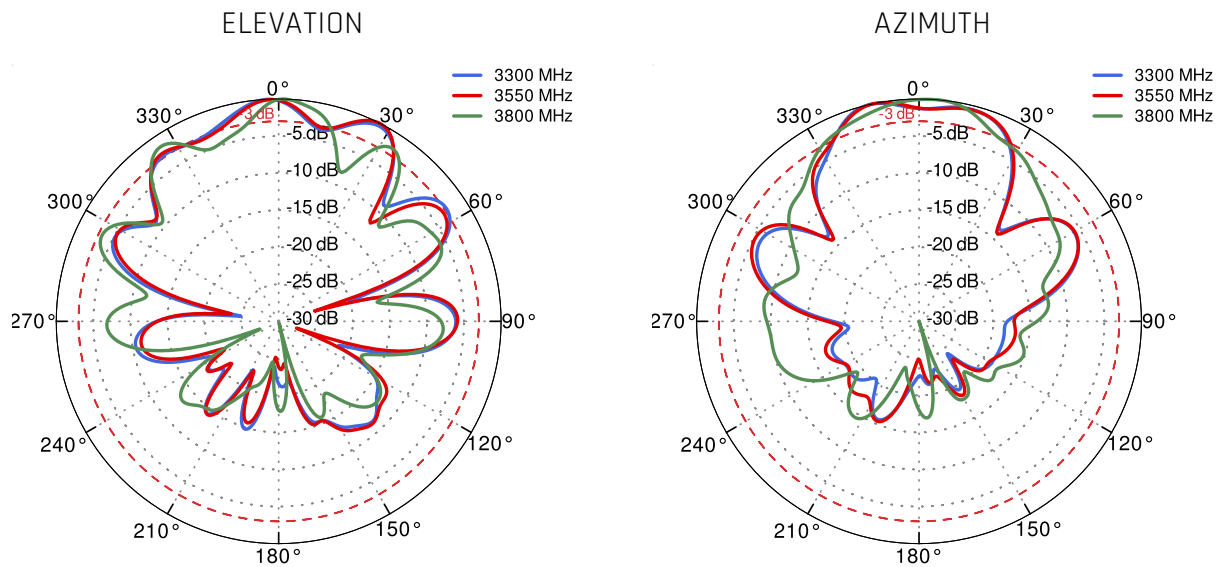 ELEVATION
3300 MHz
3550 MHz
3800 MHz
0°
30°
60°
90°
120°
150°
180°
210°
240°
270°
300°
330°
-3 dB
-5 dB
-10 dB
-15 dB
-20 dB
-25 dB
-30 dB
AZIMUTH
3300 MHz
3550 MHz
3800 MHz
0°
30°
60°
90°
120°
150°
180°
210°
240°
270°
300°
330°
-3 dB
-5 dB
-10 dB
-15 dB
-20 dB
-25 dB
-30 dB